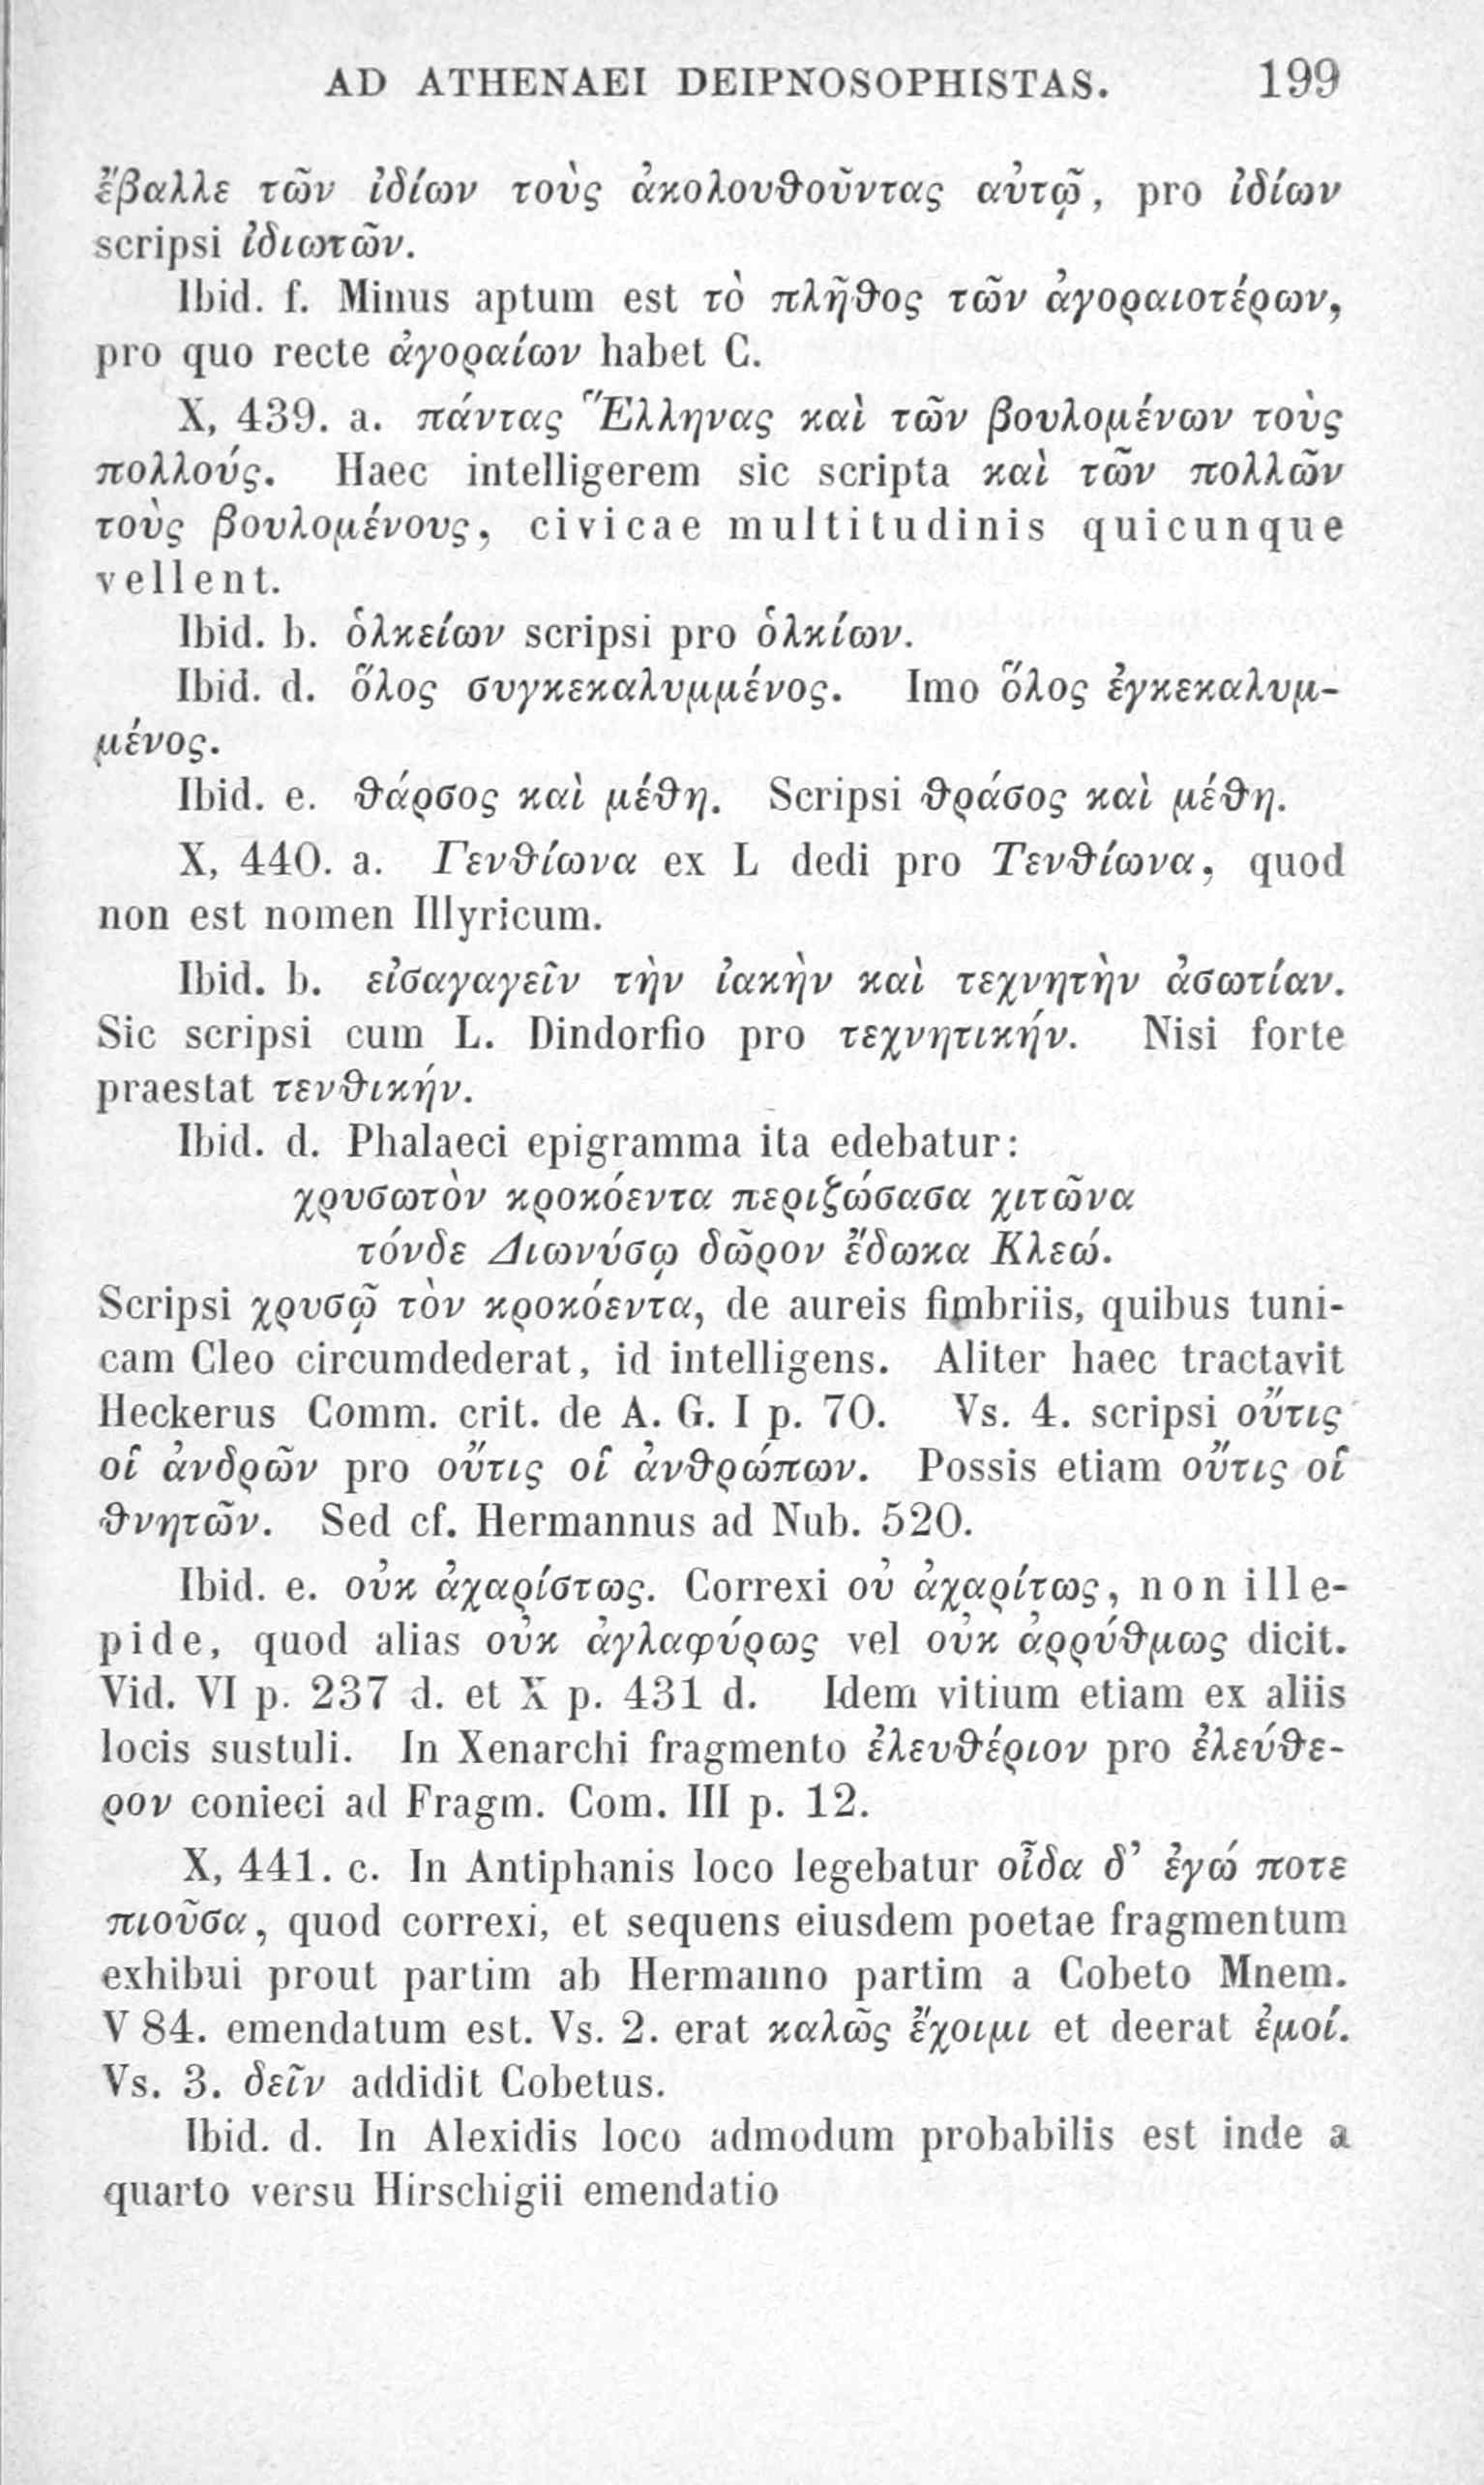 AD ATHENAEI DEIPNOSOPHISTAS. 199
ἔβαλλε τῶν ἰδίων τοὺς ἀκολουθοῦντας αὐτῷ, pro ἰδίων
scripsi ἰδιωτῶν.
Ibid. f. Minus aptum est τὸ πλῆθος τῶν ἀγοραιοτέρων,
pro quo recte ἀγοραίων habet C.
X, 439. a. πάντας Ἕλληνας καὶ τῶν βουλομένων τοὺς
πολλούς. Haec intelligerem sic scripta καὶ τῶν πολλῶν
τοὺς βουλομένους, civicae multitudinis quicunque
vellent.
Ibid. b. ὁλκείων scripsi pro ὁλκίων.
Ibid. d. ὅλος συγκεκαλυμμένος. Imo ὅλος ἐγκεκαλυμ-
μένος.
Ibid. e. θάρσος καὶ μέθη. Scripsi θράσος καὶ μέθη.
X, 440. a. Γενθίωνα ex L dedi pro Τενθίωνα, quod
non est nomen Illyricum.
Ibid. b. εἰσαγαγεῖν τὴν ἰακὴν καὶ τεχνητὴν ἀσωτίαν.
Sic scripsi cum L. Dindorfio pro τεχνητικήν. Nisi forte
praestat τενθικήν.
Ibid. d. Phalaeci epigramma ita edebatur:
χρυσωτὸν κροκόεντα περιζώσασα χιτῶνα
τόνδε Διωνύσῳ δῶρον ἔδωκα Κλεώ.
Scripsi χρυσῷ τὸν κροκόεντα, de aureis fimbriis, quibus tuni-
cam Cleo circumdederat, id intelligens. Aliter haec tractavit
Heckerus Comm. crit. de A. G. I p. 70. Vs. 4. scripsi οὔτις
οἱ ἀνδρῶν pro οὔτις οἱ ἀνθρώπων. Possis etiam οὔτις οἱ
θνητῶν. Sed cf. Hermannus ad Nub. 520.
Ibid. e. οὐκ ἀχαρίστως. Correxi οὐ ἀχαρίτως, non ille-
pide, quod alias οὐκ ἀγλαφύρως vel οὐκ ἀρρύθμως dicit.
Vid. VI p. 237 d. et X p. 431 d. Idem vitium etiam ex aliis
locis sustuli. In Xenarchi fragmento ἐλευθέριον pro ἐλεύθε-
ρον conieci ad Fragm. Com. III p. 12.
X, 441. c. In Antiphanis loco legebatur οἶδα δ' ἐγώ ποτε
πιοῦσα, quod correxi, et sequens eiusdem poetae fragmentum
exhibui prout partim ab Hermanno partim a Cobeto Mnem.
V 84. emendatum est. Vs. 2. erat καλῶς ἔχοιμι et deerat ἐμοί.
Vs. 3. δεῖν addidit Cobetus.
Ibid. d. In Alexidis loco admodum probabilis est inde a
quarto versu Hirschigii emendatio